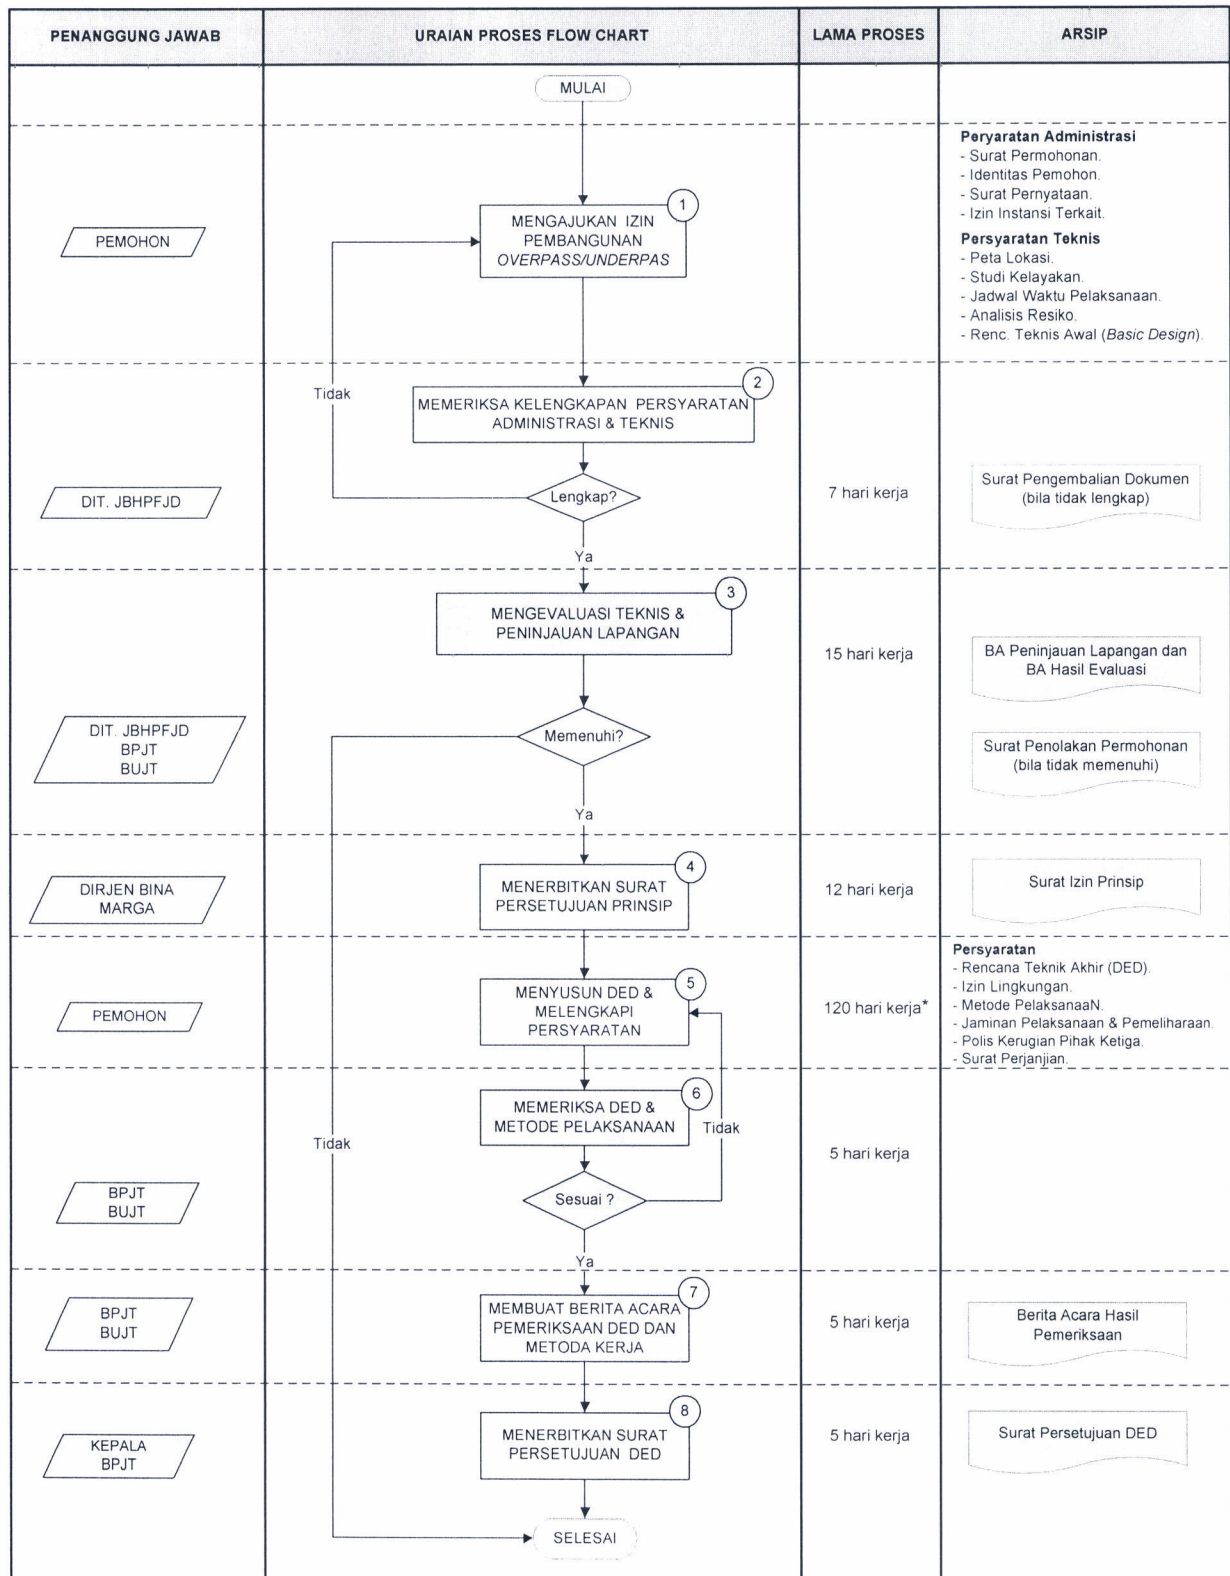 PENANGGUNG JAWAB
URAIAN PROSES FLOW CHART
LAMA PROSES
ARSIP
MULAI
PEMOHON
1
MENGAJUKAN IZIN
PEMBANGUNAN
OVERPASS/UNDERPAS
Peryaratan Administrasi
- Surat Permohonan.
- Identitas Pemohon.
- Surat Pernyataan.
- Izin Instansi Terkait.
Persyaratan Teknis
- Peta Lokasi.
- Studi Kelayakan.
- Jadwal Waktu Pelaksanaan.
- Analisis Resiko.
- Renc. Teknis Awal (Basic Design).
DIT. JBHPFJD
Tidak
2
MEMERIKSA KELENGKAPAN PERSYARATAN
ADMINISTRASI & TEKNIS
Lengkap?
Ya
7 hari kerja
Surat Pengembalian Dokumen
(bila tidak lengkap)
DIT. JBHPFJD
BPJT
BUJT
3
MENGEVALUASI TEKNIS &
PENINJAUAN LAPANGAN
Memenuhi?
Ya
15 hari kerja
BA Peninjauan Lapangan dan
BA Hasil Evaluasi
Surat Penolakan Permohonan
(bila tidak memenuhi)
DIRJEN BINA
MARGA
4
MENERBITKAN SURAT
PERSETUJUAN PRINSIP
12 hari kerja
Surat Izin Prinsip
PEMOHON
5
MENYUSUN DED &
MELENGKAPI
PERSYARATAN
120 hari kerja*
Persyaratan
- Rencana Teknik Akhir (DED).
- Izin Lingkungan.
- Metode PelaksanaaN.
- Jaminan Pelaksanaan & Pemeliharaan.
- Polis Kerugian Pihak Ketiga.
- Surat Perjanjian.
BPJT
BUJT
Tidak
6
MEMERIKSA DED &
METODE PELAKSANAAN
Tidak
Sesuai ?
Ya
5 hari kerja
BPJT
BUJT
7
MEMBUAT BERITA ACARA
PEMERIKSAAN DED DAN
METODA KERJA
5 hari kerja
Berita Acara Hasil
Pemeriksaan
KEPALA
BPJT
8
MENERBITKAN SURAT
PERSETUJUAN DED
5 hari kerja
Surat Persetujuan DED
SELESAI